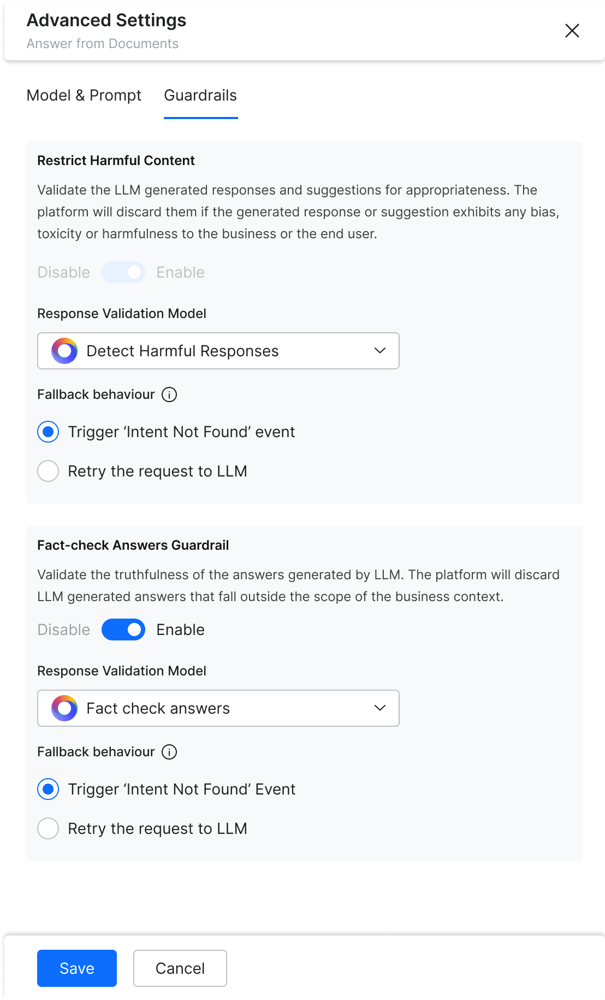 Advanced Settings
Answer from Documents
Model & Prompt
Guardrails
Restrict Harmful Content
Validate the LLM generated responses and suggestions for appropriateness. The
platform will discard them if the generated response or suggestion exhibits any bias,
toxicity or harmfulness to the business or the end user.
Disable
Enable
Response Validation Model
Detect Harmful Responses
Fallback behaviour
Trigger ‘Intent Not Found’ event
Retry the request to LLM
Fact-check Answers Guardrail
Validate the truthfulness of the answers generated by LLM. The platform will discard
LLM generated answers that fall outside the scope of the business context.
Disable
Enable
Response Validation Model
Fact check answers
Fallback behaviour
Trigger ‘Intent Not Found’ Event
Retry the request to LLM
Save
Cancel